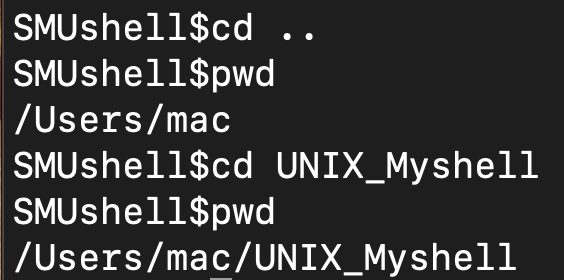 SMUshell$cd ..
SMUshell$pwd
/Users/mac
SMUshell$cd UNIX_Myshell
SMUshell$pwd
/Users/mac/UNIX_Myshell